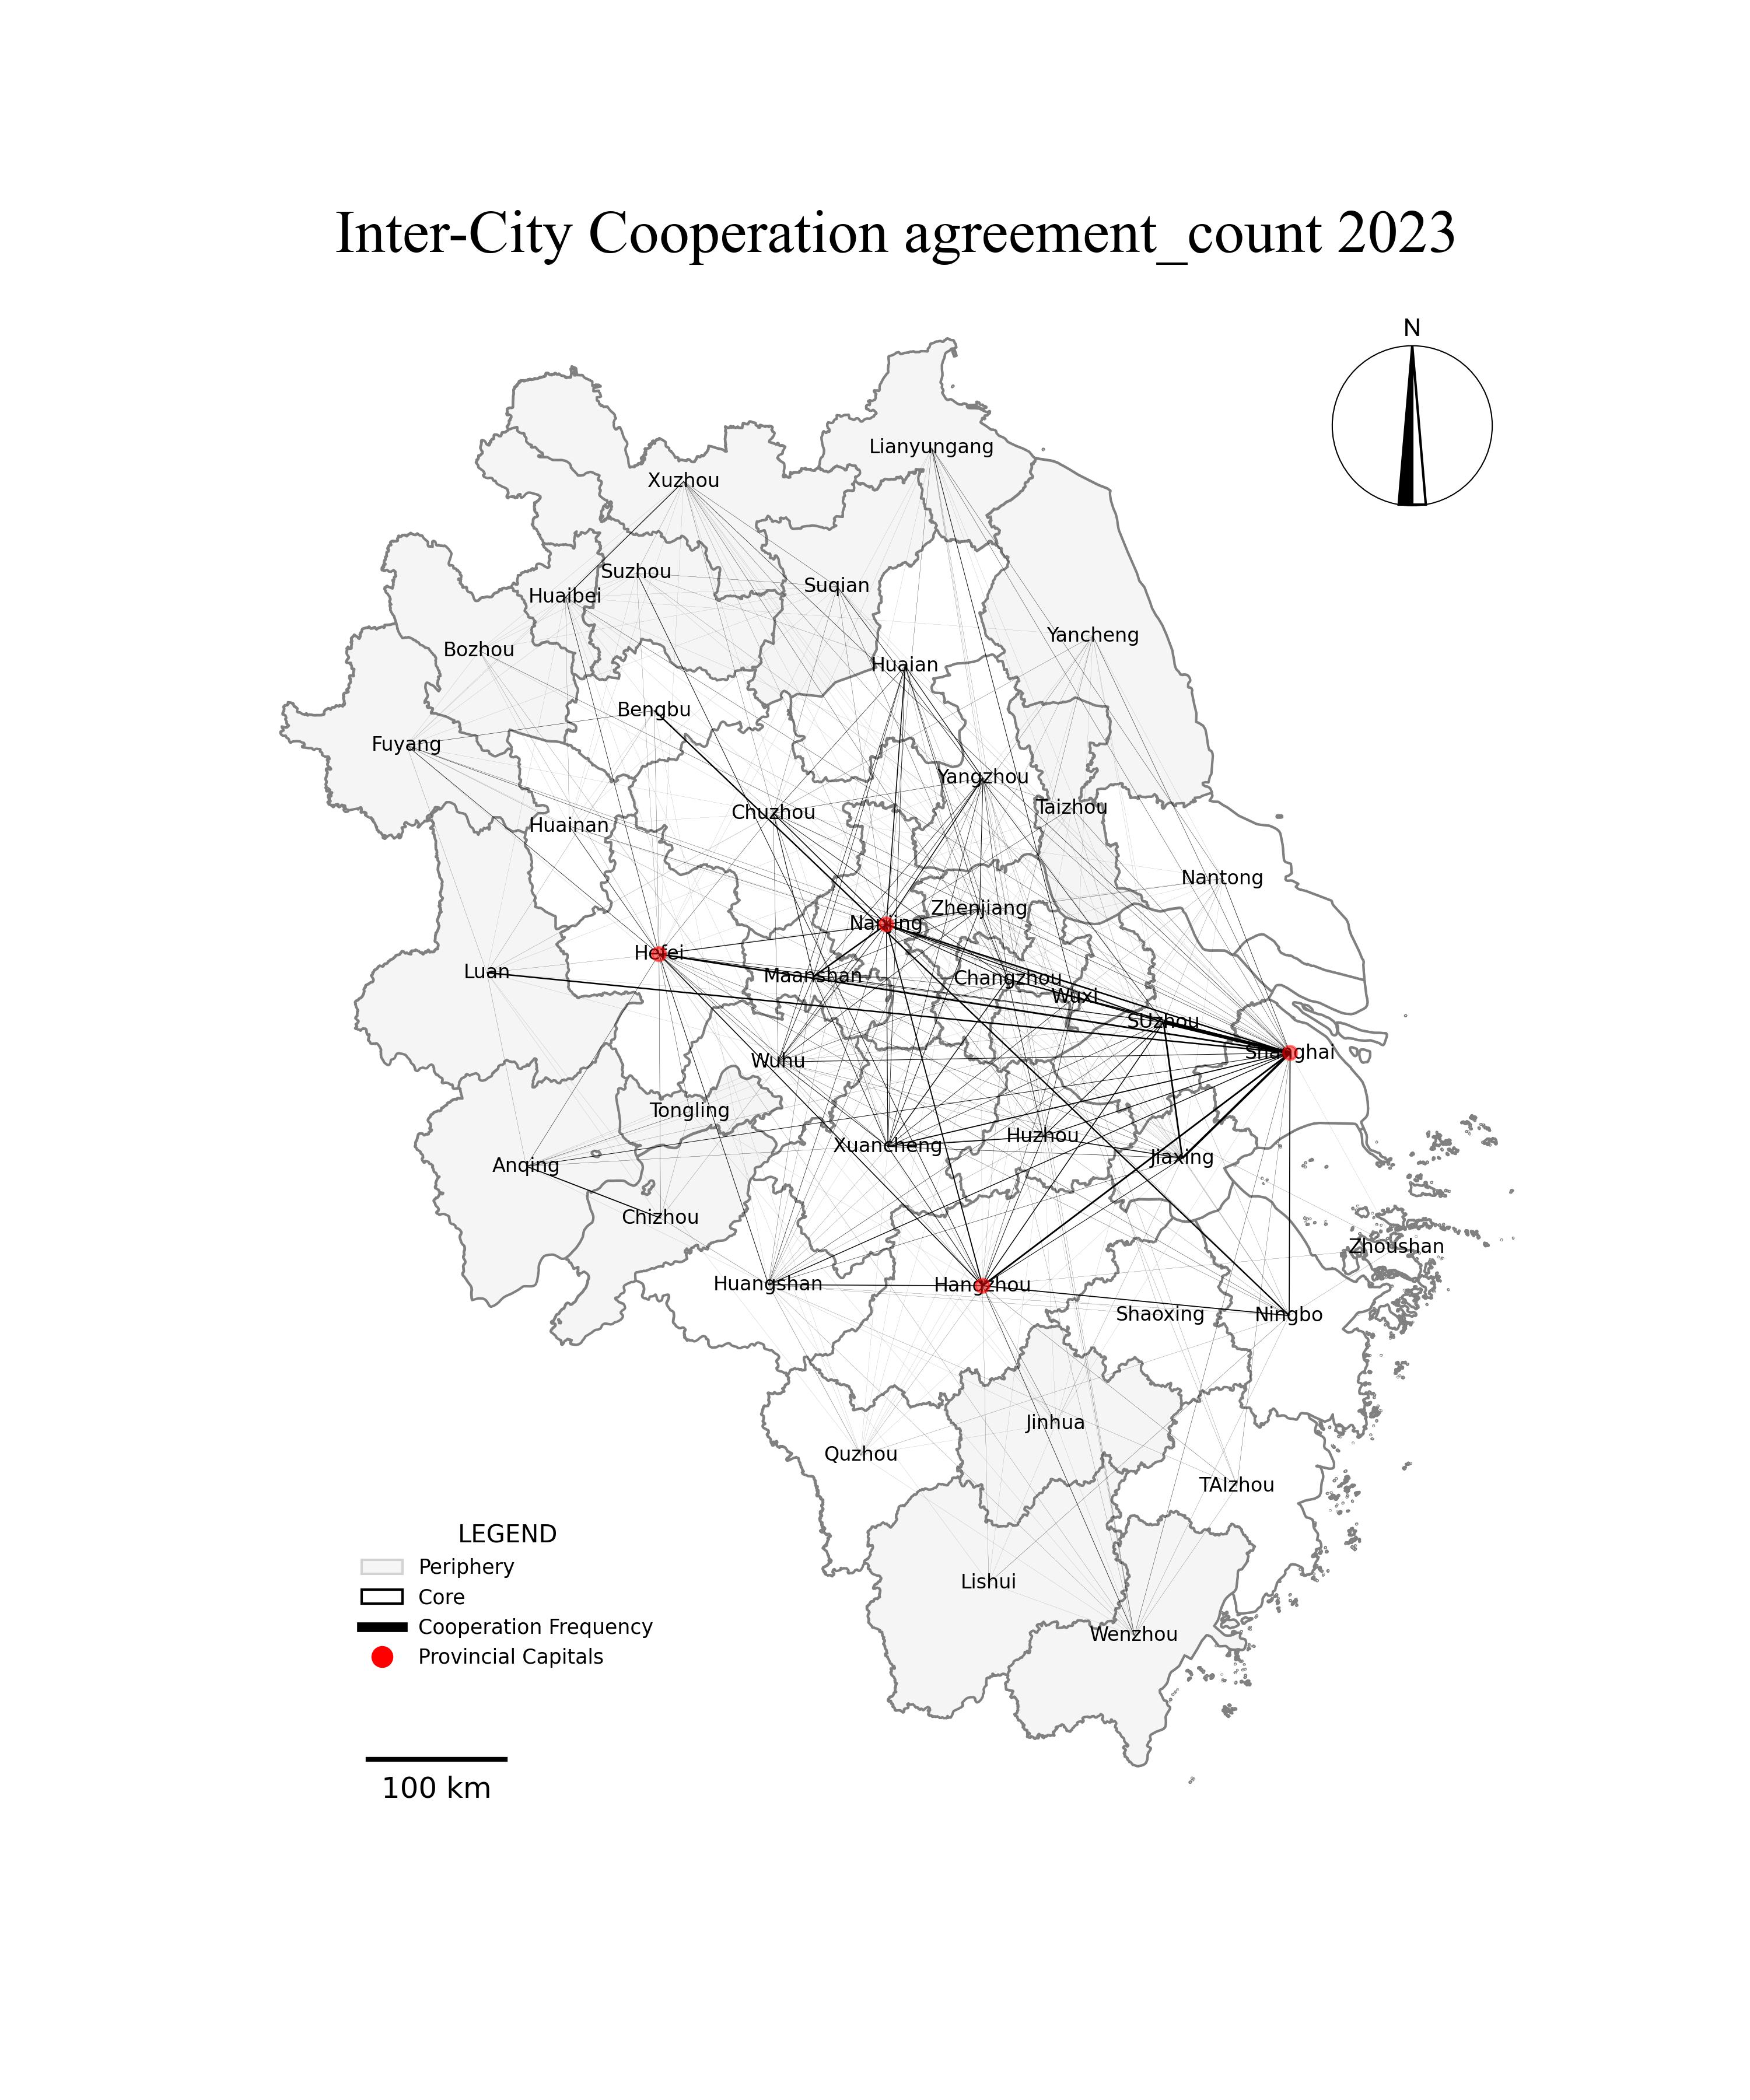 Inter-City Cooperation agreement_count 2023
N
Lianyungang
Xuzhou
Suzhou
Suqian
Huaibei
Yancheng
Bozhou
Huaian
Bengbu
Fuyang
Yangzhou
Taizhou
Chuzhou
Huainan
Nantong
Zhenjiang
Nanjing
Hefei
Luan
Maanshan
Changzhou
Wuxi
SUzhou
Shanghai
Wuhu
Tongling
Huzhou
Xuancheng
Jiaxing
Anqing
Chizhou
Zhoushan
Huangshan
Hangzhou
Shaoxing
Ningbo
Jinhua
Quzhou
TAIzhou
LEGEND
Periphery
Core
Cooperation Frequency
Provincial Capitals
Lishui
Wenzhou
100 km